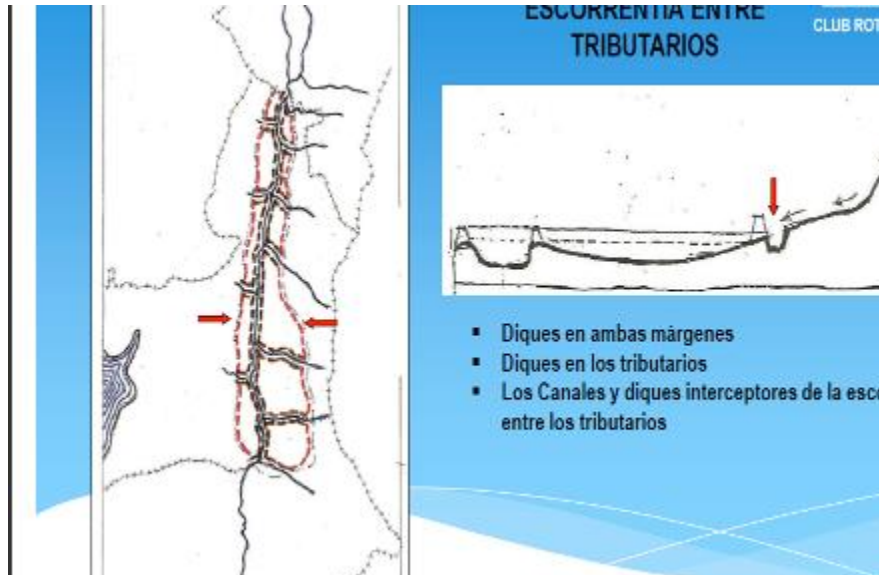 ESCORRENTIA ENTRE
TRIBUTARIOS
CLUB ROT
Diques en ambas márgenes
Diques en los tributarios
Los Canales y diques interceptores de la esco
entre los tributarios